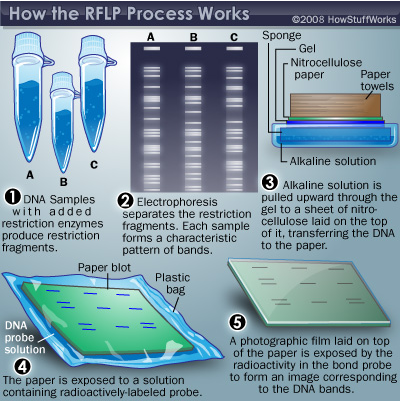 How the RFLP Process Works
©2008 HowStuffWorks
A
B
C
1 DNA Samples
with added
restriction enzymes
produce restriction
fragments.
A B C
2 Electrophoresis
separates the restriction
fragments. Each sample
forms a characteristic
pattern of bands.
Sponge
Gel
Nitrocellulose
paper
Paper
towels
Alkaline solution
3 Alkaline solution is
pulled upward through the
gel to a sheet of nitro-
cellulose laid on the top
of it, transferring the DNA
to the paper.
Paper blot
Plastic
bag
DNA
probe
solution
4
The paper is exposed to a solution
containing radioactively-labeled probe.
5
A photographic film laid on top
of the paper is exposed by the
radioactivity in the bond probe
to form an image corresponding
to the DNA bands.